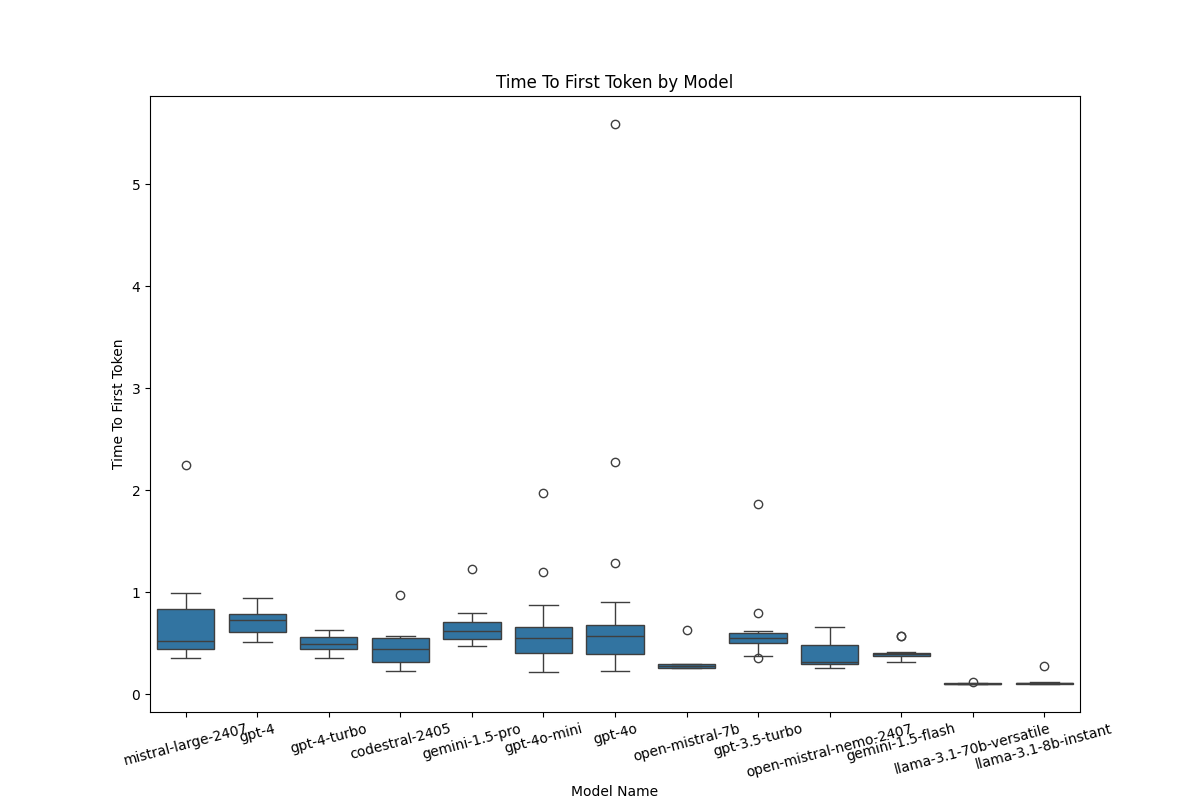 Time To First Token by Model
Time To First Token
5
4
3
2
1
0
mistral-large-2407
gpt-4
gpt-4-turbo
codestral-2405
gemini-1.5-pro
gpt-4o-mini
gpt-4o
open-mistral-7b
gpt-3.5-turbo
open-mistral-nemo-2407
gemini-1.5-flash
llama-3.1-70b-versatile
llama-3.1-8b-instant
Model Name